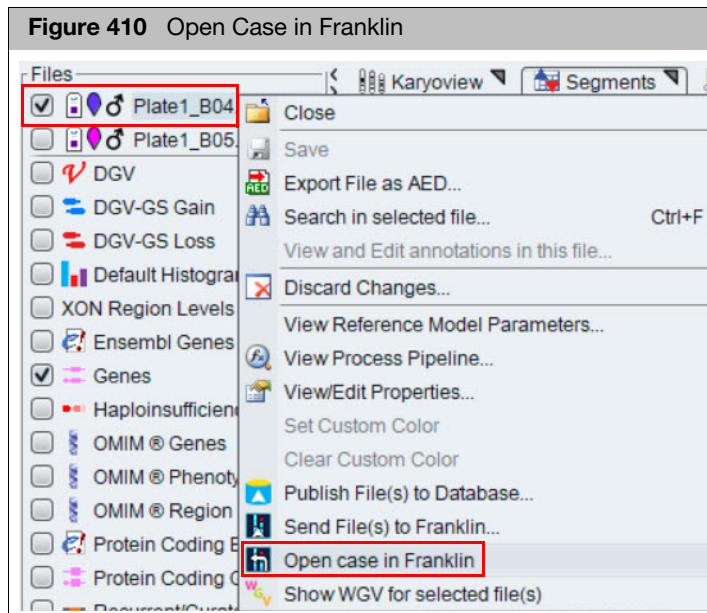 Figure 410 Open Case in Franklin
Files
Karyoview
Segments
Plate1_B04
Plate1_B05.
DGV
DGV-GS Gain
DGV-GS Loss
Default Histogra
XON Region Levels
Ensembl Genes
Genes
Haploinsufficien
OMIM ® Genes
OMIM ® Phenoty
OMIM ® Region
Protein Coding E
Protein Coding
Close
Save
AED
Export File as AED...
Search in selected file... Ctrl+F
View and Edit annotations in this file...
Discard Changes...
View Reference Model Parameters...
View Process Pipeline...
View/Edit Properties...
Set Custom Color
Clear Custom Color
Publish File(s) to Database...
Send File(s) to Franklin...
Open case in Franklin
WGV
Show WGV for selected file(s)